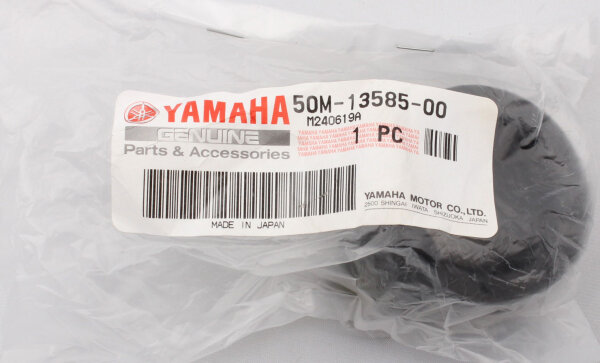 YAMAHA 50M-13585-00
M240619A
GENUINE
Parts & Accessories
1 PC
YAMAHA MOTOR CO., LTD.
2500 SHINGAI IWATA SHIZUOKA JAPAN
MADE IN JAPAN